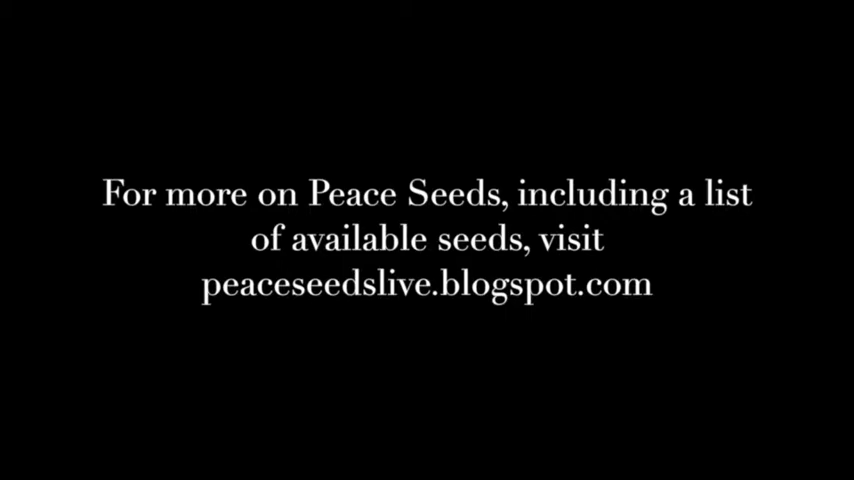 For more on Peace Seeds, including a list
of available seeds, visit
peaceseedslive.blogspot.com